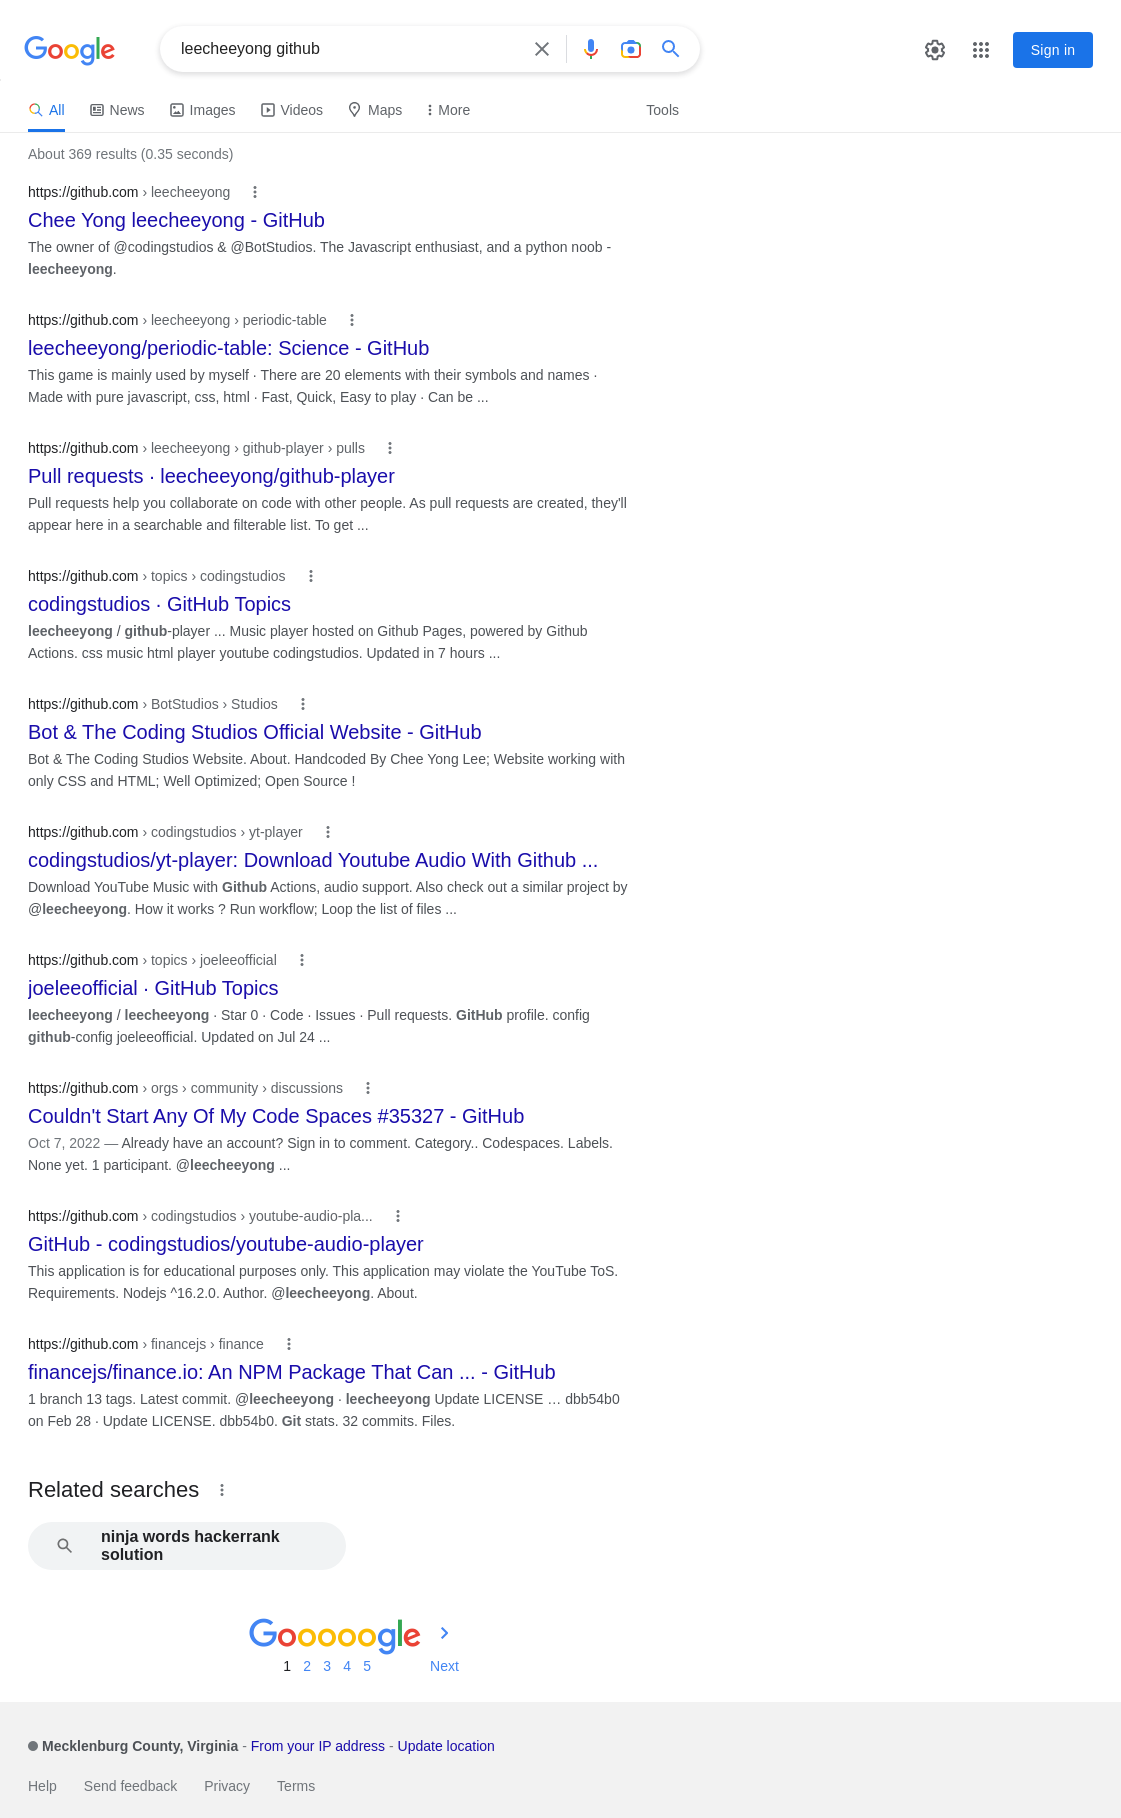 Google
leecheeyong github
Sign in
All News Images Videos Maps More Tools
About 369 results (0.35 seconds)
https://github.com › leecheeyong
Chee Yong leecheeyong - GitHub
The owner of @codingstudios & @BotStudios. The Javascript enthusiast, and a python noob -
leecheeyong.
https://github.com › leecheeyong › periodic-table
leecheeyong/periodic-table: Science - GitHub
This game is mainly used by myself · There are 20 elements with their symbols and names ·
Made with pure javascript, css, html · Fast, Quick, Easy to play · Can be ...
https://github.com › leecheeyong › github-player › pulls
Pull requests · leecheeyong/github-player
Pull requests help you collaborate on code with other people. As pull requests are created, they'll
appear here in a searchable and filterable list. To get ...
https://github.com › topics › codingstudios
codingstudios · GitHub Topics
leecheeyong / github-player ... Music player hosted on Github Pages, powered by Github
Actions. css music html player youtube codingstudios. Updated in 7 hours ...
https://github.com › BotStudios › Studios
Bot & The Coding Studios Official Website - GitHub
Bot & The Coding Studios Website. About. Handcoded By Chee Yong Lee; Website working with
only CSS and HTML; Well Optimized; Open Source !
https://github.com › codingstudios › yt-player
codingstudios/yt-player: Download Youtube Audio With Github ...
Download YouTube Music with Github Actions, audio support. Also check out a similar project by
@leecheeyong. How it works ? Run workflow; Loop the list of files ...
https://github.com › topics › joeleeofficial
joeleeofficial · GitHub Topics
leecheeyong / leecheeyong · Star 0 · Code · Issues · Pull requests. GitHub profile. config
github-config joeleeofficial. Updated on Jul 24 ...
https://github.com › orgs › community › discussions
Couldn't Start Any Of My Code Spaces #35327 - GitHub
Oct 7, 2022 — Already have an account? Sign in to comment. Category.. Codespaces. Labels.
None yet. 1 participant. @leecheeyong ...
https://github.com › codingstudios › youtube-audio-pla...
GitHub - codingstudios/youtube-audio-player
This application is for educational purposes only. This application may violate the YouTube ToS.
Requirements. Nodejs ^16.2.0. Author. @leecheeyong. About.
https://github.com › financejs › finance
financejs/finance.io: An NPM Package That Can ... - GitHub
1 branch 13 tags. Latest commit. @leecheeyong · leecheeyong Update LICENSE … dbb54b0
on Feb 28 · Update LICENSE. dbb54b0. Git stats. 32 commits. Files.
Related searches
ninja words hackerrank
solution
Gooooogle
1 2 3 4 5 Next
Mecklenburg County, Virginia - From your IP address - Update location
Help Send feedback Privacy Terms